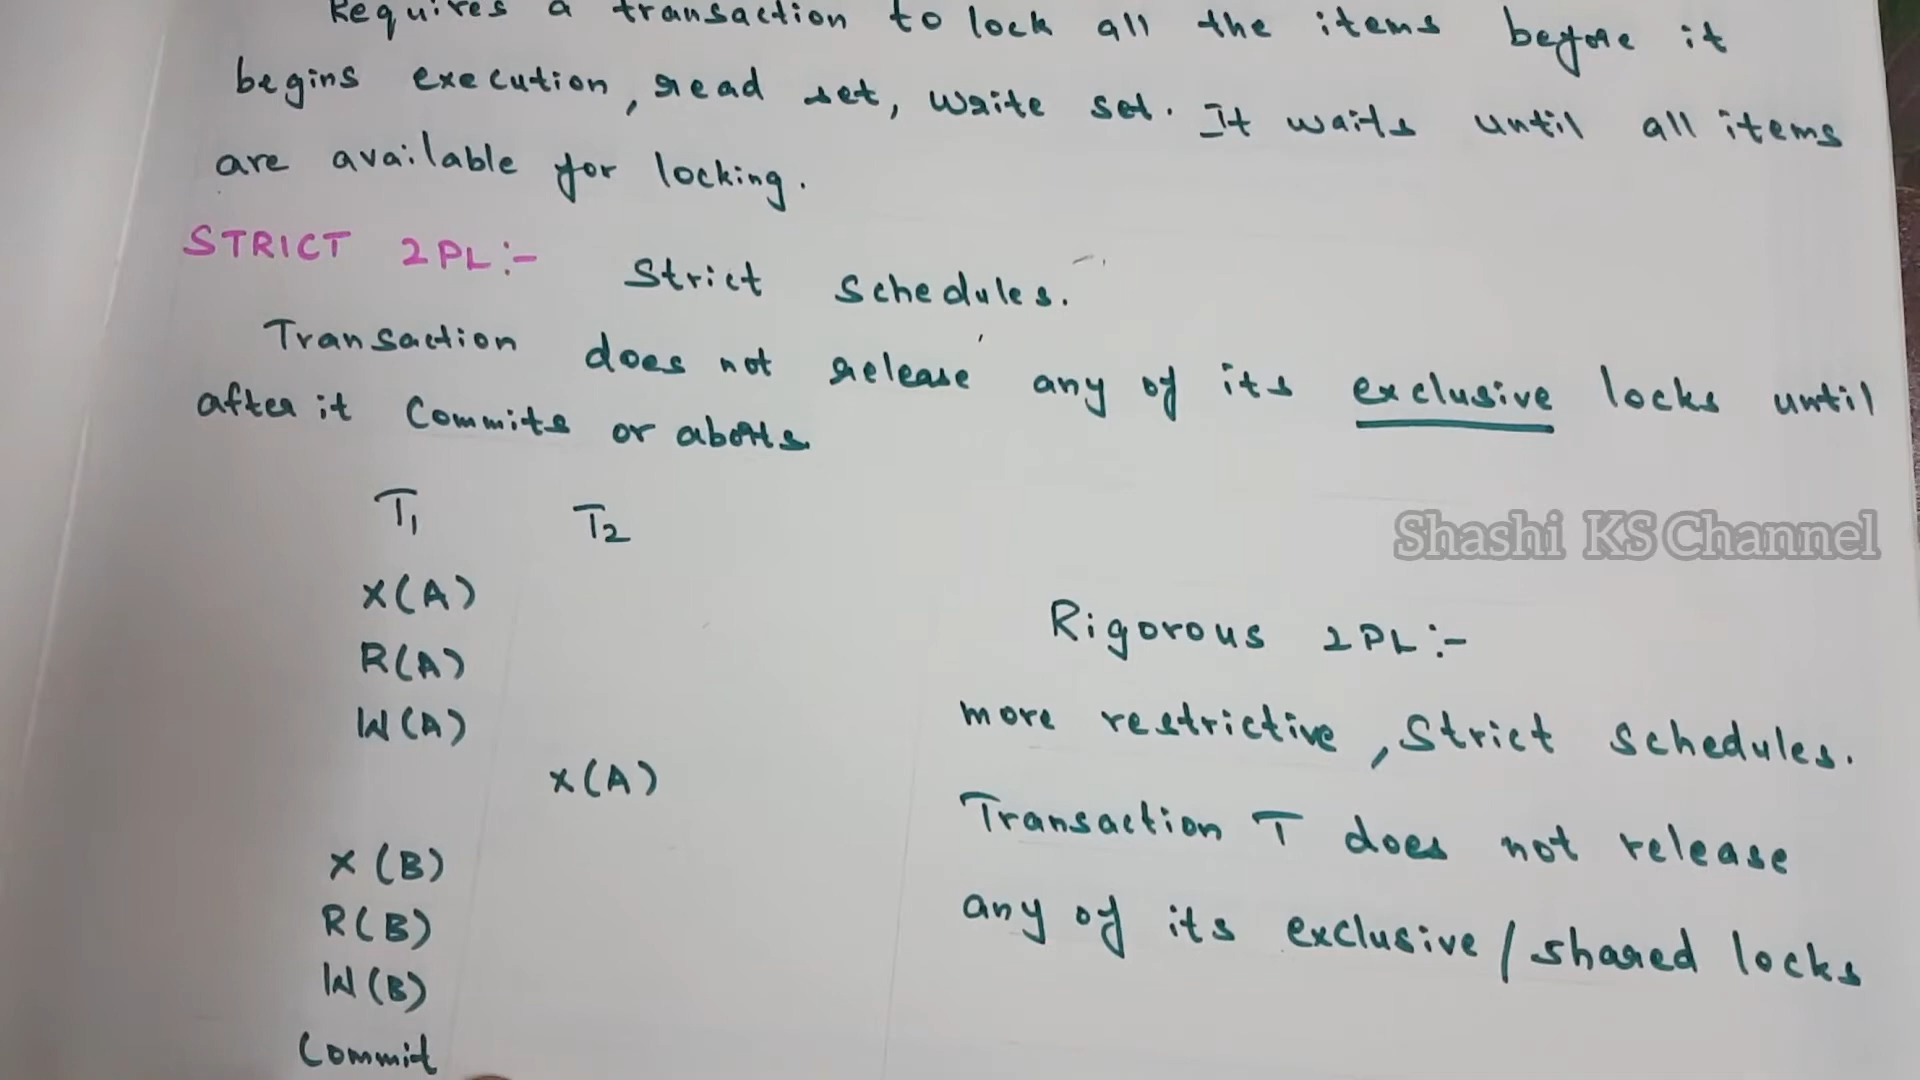 Requires a transaction to lock all the items before it
begins execution, read set, write set. It waits until all items
are available for locking.
STRICT 2PL:- Strict Schedules.
Transaction does not release any of its exclusive locks until
after it Commits or aborts.
T1 T2
X(A)
R(A)
W(A)
X(A)
X(B)
R(B)
W(B)
Commit
Shashi KS Channel
Rigorous 2PL:-
more restrictive, Strict Schedules.
Transaction T does not release
any of its exclusive/shared locks